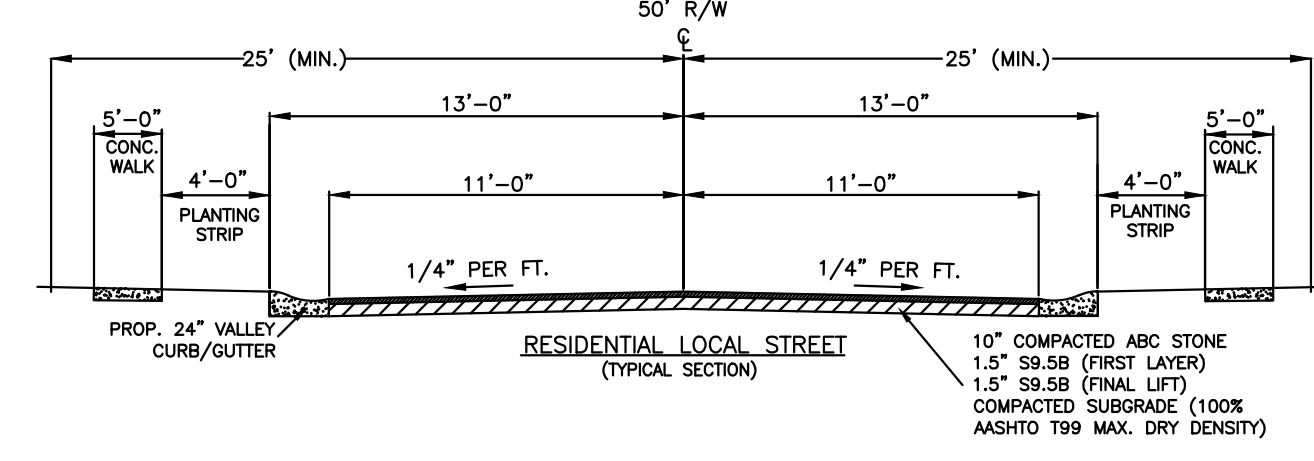 50' R/W
℄
25' (MIN.) 25' (MIN.)
13'-0" 13'-0"
5'-0" 5'-0"
CONC.
WALK
CONC.
WALK
4'-0" 11'-0" 11'-0" 4'-0"
PLANTING
STRIP
PLANTING
STRIP
1/4" PER FT. 1/4" PER FT.
PROP. 24" VALLEY
CURB/GUTTER
RESIDENTIAL LOCAL STREET
(TYPICAL SECTION)
10" COMPACTED ABC STONE
1.5" S9.5B (FIRST LAYER)
1.5" S9.5B (FINAL LIFT)
COMPACTED SUBGRADE (100%
AASHTO T99 MAX. DRY DENSITY)